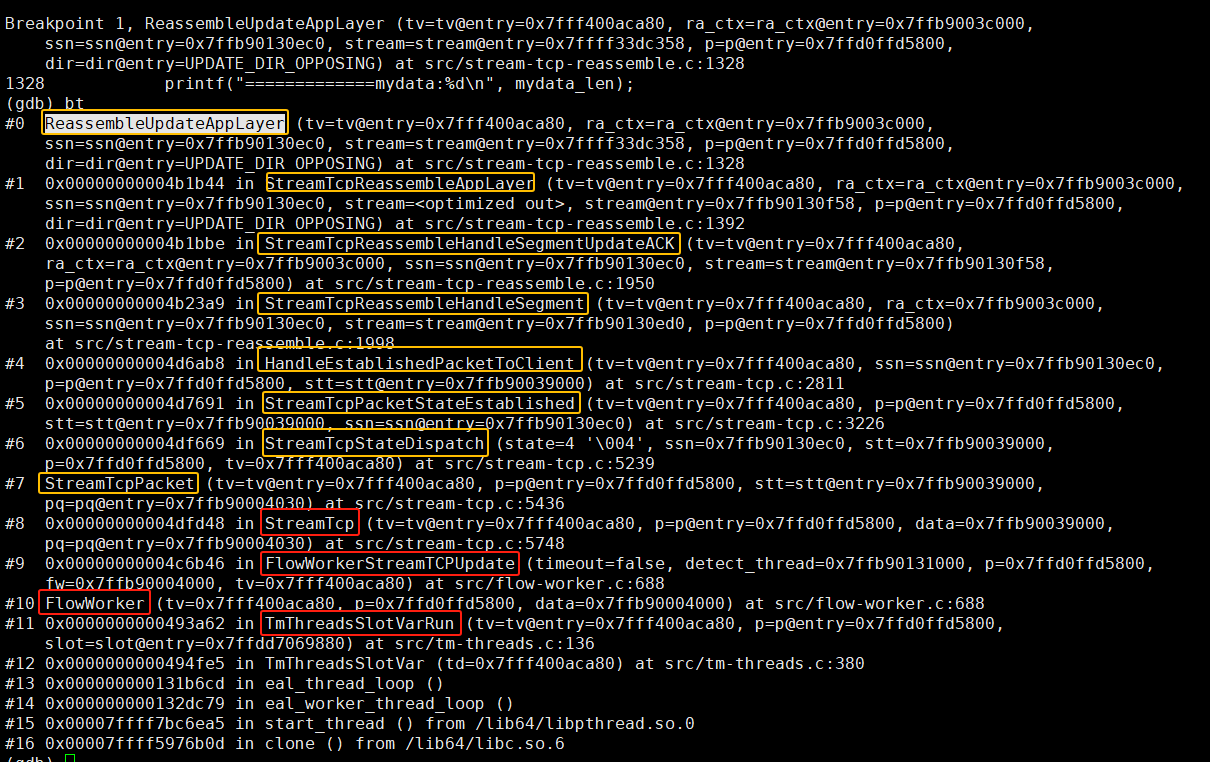 Breakpoint 1, ReassembleUpdateAppLayer (tv=tv@entry=0x7fff400aca80, ra_ctx=ra_ctx@entry=0x7ffb9003c000,
ssn=ssn@entry=0x7ffb90130ec0, stream=stream@entry=0x7ffff33dc358, p=p@entry=0x7ffd0ffd5800,
dir=dir@entry=UPDATE_DIR_OPPOSING) at src/stream-tcp-reassemble.c:1328
1328 printf("=============mydata:%d\n", mydata_len);
(gdb) bt
#0 ReassembleUpdateAppLayer (tv=tv@entry=0x7fff400aca80, ra_ctx=ra_ctx@entry=0x7ffb9003c000,
ssn=ssn@entry=0x7ffb90130ec0, stream=stream@entry=0x7ffff33dc358, p=p@entry=0x7ffd0ffd5800,
dir=dir@entry=UPDATE_DIR_OPPOSING) at src/stream-tcp-reassemble.c:1328
#1 0x00000000004b1b44 in StreamTcpReassembleAppLayer (tv=tv@entry=0x7fff400aca80, ra_ctx=ra_ctx@entry=0x7ffb9003c000,
ssn=ssn@entry=0x7ffb90130ec0, stream=<optimized out>, stream@entry=0x7ffb90130f58, p=p@entry=0x7ffd0ffd5800,
dir=dir@entry=UPDATE_DIR_OPPOSING) at src/stream-tcp-reassemble.c:1392
#2 0x00000000004b1bbe in StreamTcpReassembleHandleSegmentUpdateACK (tv=tv@entry=0x7fff400aca80,
ra_ctx=ra_ctx@entry=0x7ffb9003c000, ssn=ssn@entry=0x7ffb90130ec0, stream=stream@entry=0x7ffb90130f58,
p=p@entry=0x7ffd0ffd5800) at src/stream-tcp-reassemble.c:1950
#3 0x00000000004b23a9 in StreamTcpReassembleHandleSegment (tv=tv@entry=0x7fff400aca80, ra_ctx=0x7ffb9003c000,
ssn=ssn@entry=0x7ffb90130ec0, stream=stream@entry=0x7ffb90130ed0, p=p@entry=0x7ffd0ffd5800)
at src/stream-tcp-reassemble.c:1998
#4 0x00000000004d6ab8 in HandleEstablishedPacketToClient (tv=tv@entry=0x7fff400aca80, ssn=ssn@entry=0x7ffb90130ec0,
p=p@entry=0x7ffd0ffd5800, stt=stt@entry=0x7ffb90039000) at src/stream-tcp.c:2811
#5 0x00000000004d7691 in StreamTcpPacketStateEstablished (tv=tv@entry=0x7fff400aca80, p=p@entry=0x7ffd0ffd5800,
stt=stt@entry=0x7ffb90039000, ssn=ssn@entry=0x7ffb90130ec0) at src/stream-tcp.c:3226
#6 0x00000000004df669 in StreamTcpStateDispatch (state=4 '\004', ssn=0x7ffb90130ec0, stt=0x7ffb90039000,
p=0x7ffd0ffd5800, tv=0x7fff400aca80) at src/stream-tcp.c:5239
#7 StreamTcpPacket (tv=tv@entry=0x7fff400aca80, p=p@entry=0x7ffd0ffd5800, stt=stt@entry=0x7ffb90039000,
pq=pq@entry=0x7ffb90004030) at src/stream-tcp.c:5436
#8 0x00000000004dfd48 in StreamTcp (tv=tv@entry=0x7fff400aca80, p=p@entry=0x7ffd0ffd5800, data=0x7ffb90039000,
pq=pq@entry=0x7ffb90004030) at src/stream-tcp.c:5748
#9 0x00000000004c6b46 in FlowWorkerStreamTCPUpdate (timeout=false, detect_thread=0x7ffb90131000, p=0x7ffd0ffd5800,
fw=0x7ffb90004000, tv=0x7fff400aca80) at src/flow-worker.c:688
#10 FlowWorker (tv=0x7fff400aca80, p=0x7ffd0ffd5800, data=0x7ffb90004000) at src/flow-worker.c:688
#11 0x0000000000493a62 in TmThreadsSlotVarRun (tv=tv@entry=0x7fff400aca80, p=p@entry=0x7ffd0ffd5800,
slot=slot@entry=0x7ffdd7069880) at src/tm-threads.c:136
#12 0x0000000000494fe5 in TmThreadsSlotVar (td=0x7fff400aca80) at src/tm-threads.c:380
#13 0x000000000131b6cd in eal_thread_loop ()
#14 0x000000000132dc79 in eal_worker_thread_loop ()
#15 0x00007ffff7bc6ea5 in start_thread () from /lib64/libpthread.so.0
#16 0x00007ffff5976b0d in clone () from /lib64/libc.so.6
(gdb)